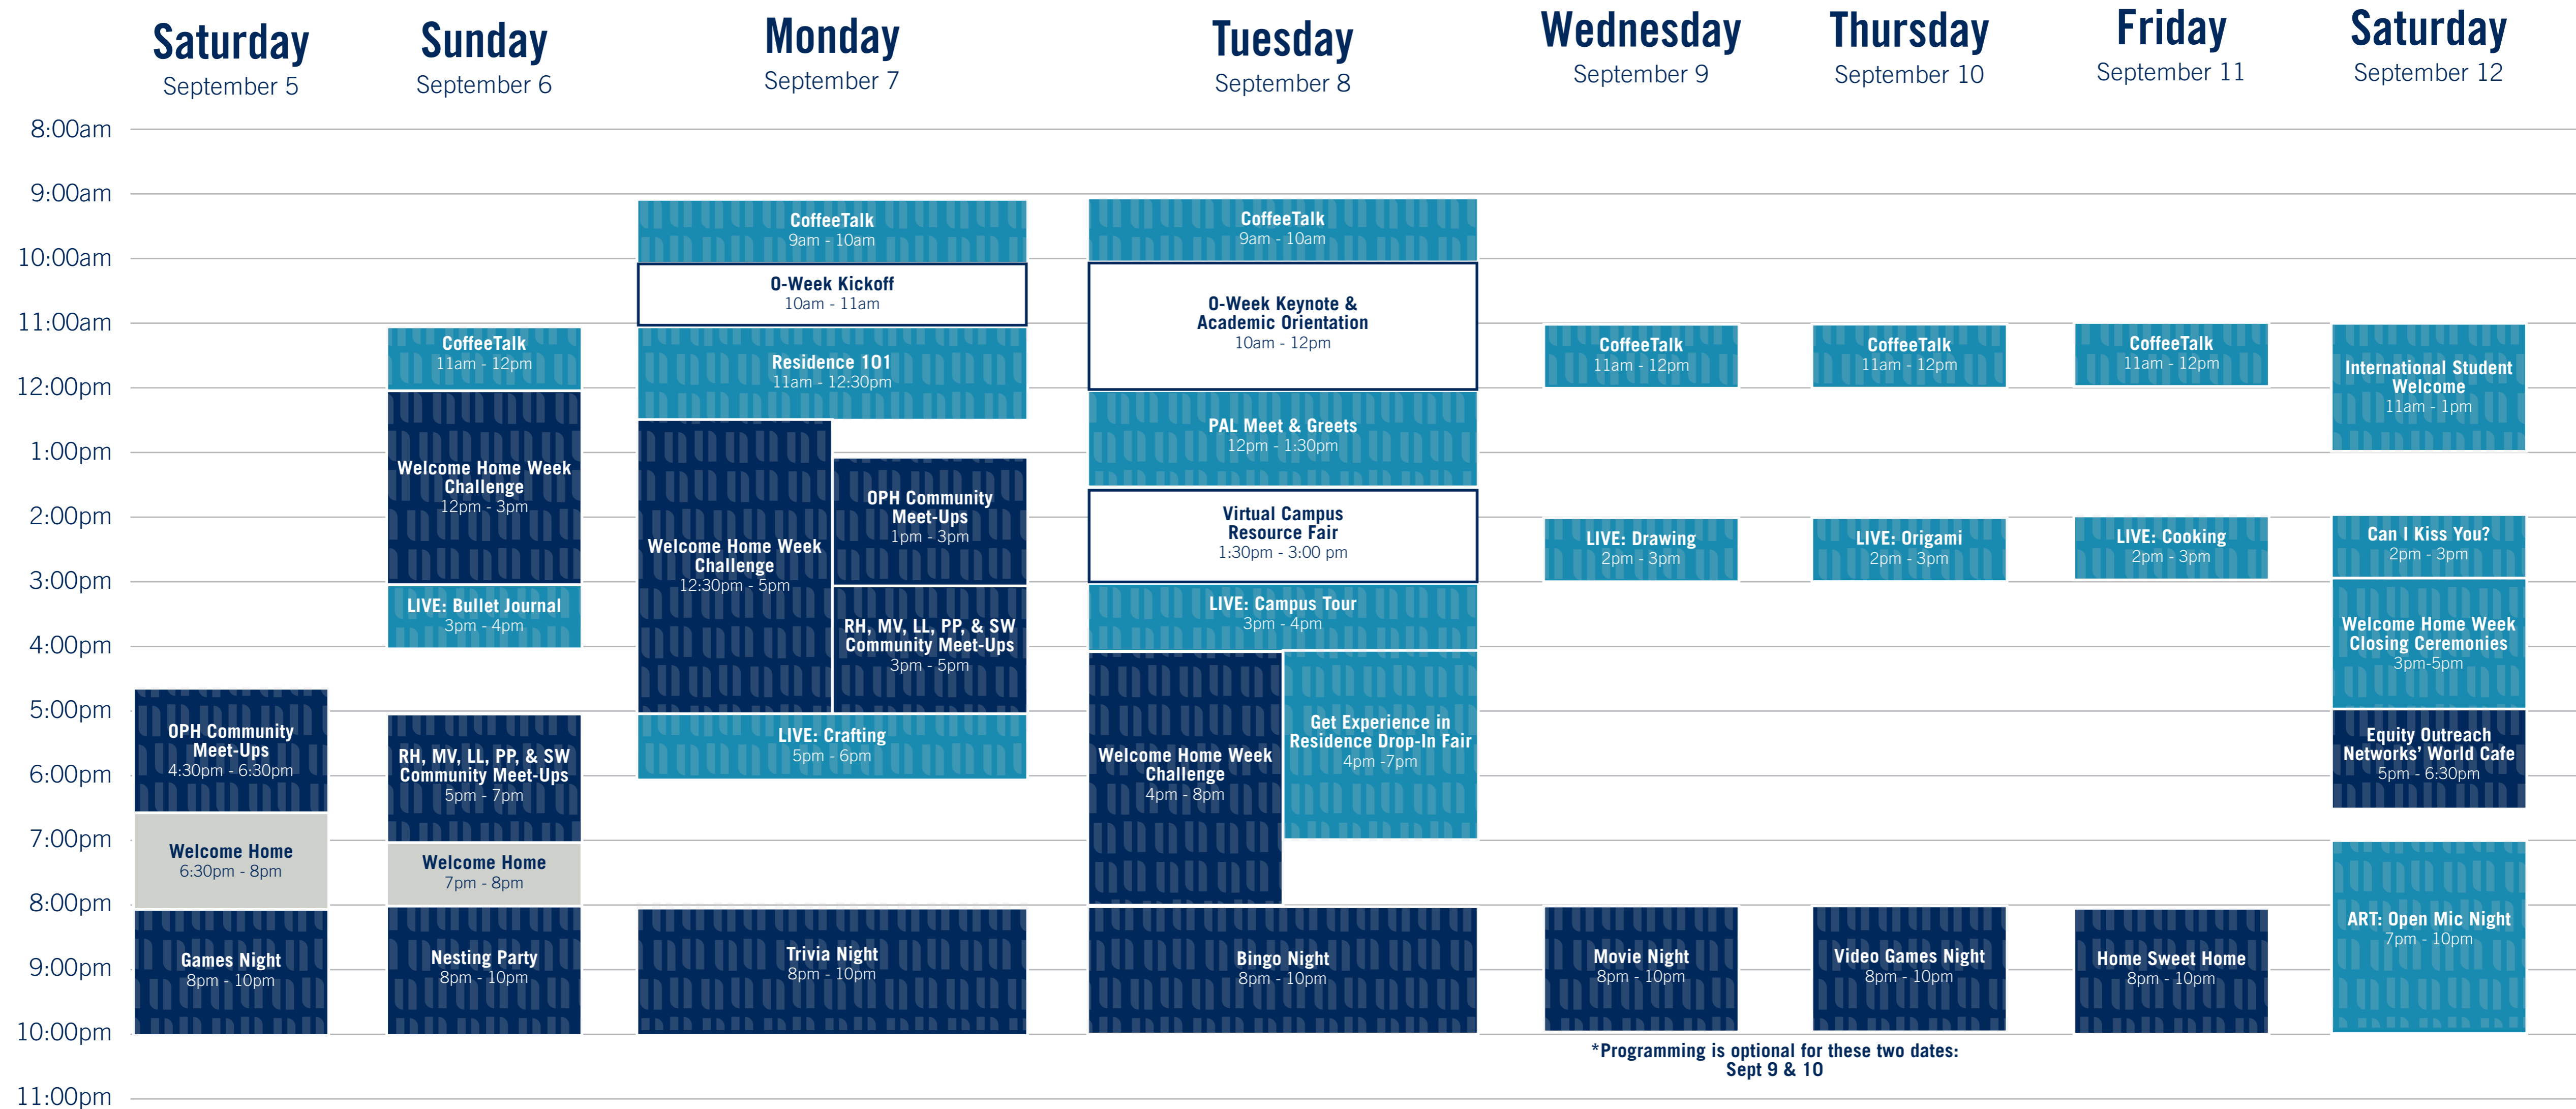 Saturday
September 5
Sunday
September 6
Monday
September 7
Tuesday
September 8
Wednesday
September 9
Thursday
September 10
Friday
September 11
Saturday
September 12
8:00am
9:00am
10:00am
11:00am
12:00pm
1:00pm
2:00pm
3:00pm
4:00pm
5:00pm
6:00pm
7:00pm
8:00pm
9:00pm
10:00pm
11:00pm
OPH Community
Meet-Ups
4:30pm - 6:30pm
Welcome Home
6:30pm - 8pm
Games Night
8pm - 10pm
CoffeeTalk
11am - 12pm
Welcome Home Week
Challenge
12pm - 3pm
LIVE: Bullet Journal
3pm - 4pm
RH, MV, LL, PP, & SW
Community Meet-Ups
5pm - 7pm
Welcome Home
7pm - 8pm
Nesting Party
8pm - 10pm
CoffeeTalk
9am - 10am
O-Week Kickoff
10am - 11am
Residence 101
11am - 12:30pm
Welcome Home Week
Challenge
12:30pm - 5pm
OPH Community
Meet-Ups
1pm - 3pm
RH, MV, LL, PP, & SW
Community Meet-Ups
3pm - 5pm
LIVE: Crafting
5pm - 6pm
Trivia Night
8pm - 10pm
CoffeeTalk
9am - 10am
O-Week Keynote &
Academic Orientation
10am - 12pm
PAL Meet & Greets
12pm - 1:30pm
Virtual Campus
Resource Fair
1:30pm - 3:00 pm
LIVE: Campus Tour
3pm - 4pm
Welcome Home Week
Challenge
4pm - 8pm
Get Experience in
Residence Drop-In Fair
4pm -7pm
Bingo Night
8pm - 10pm
CoffeeTalk
11am - 12pm
LIVE: Drawing
2pm - 3pm
Movie Night
8pm - 10pm
CoffeeTalk
11am - 12pm
LIVE: Origami
2pm - 3pm
Video Games Night
8pm - 10pm
*Programming is optional for these two dates:
Sept 9 & 10
CoffeeTalk
11am - 12pm
LIVE: Cooking
2pm - 3pm
Home Sweet Home
8pm - 10pm
International Student
Welcome
11am - 1pm
Can I Kiss You?
2pm - 3pm
Welcome Home Week
Closing Ceremonies
3pm-5pm
Equity Outreach
Networks' World Cafe
5pm - 6:30pm
ART: Open Mic Night
7pm - 10pm